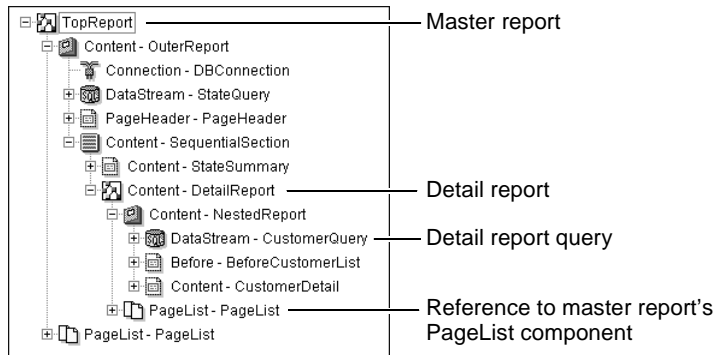 TopReport
Master report
Content - OuterReport
Connection - DBConnection
SQL
DataStream - StateQuery
PageHeader - PageHeader
Content - SequentialSection
Content - StateSummary
Content - DetailReport
Detail report
Content - NestedReport
SQL
DataStream - CustomerQuery
Detail report query
Before - BeforeCustomerList
Content - CustomerDetail
PageList - PageList
Reference to master report's
PageList component
PageList - PageList